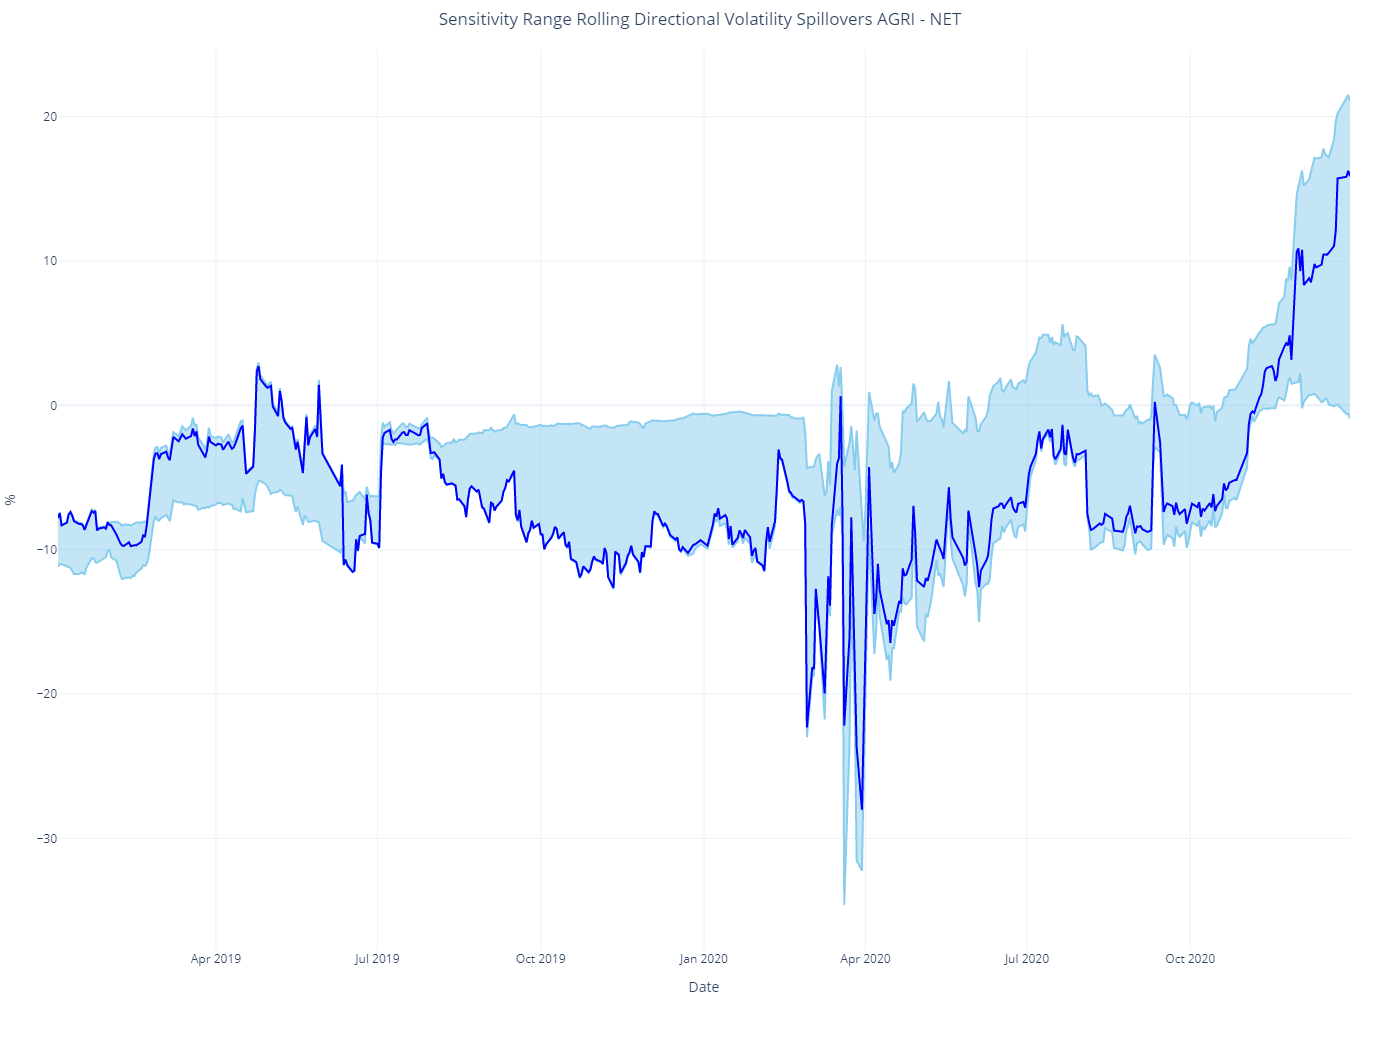 Sensitivity Range Rolling Directional Volatility Spillovers AGRI - NET
20
10
0
−10
−20
−30
%
Apr 2019
Jul 2019
Oct 2019
Jan 2020
Apr 2020
Jul 2020
Oct 2020
Date